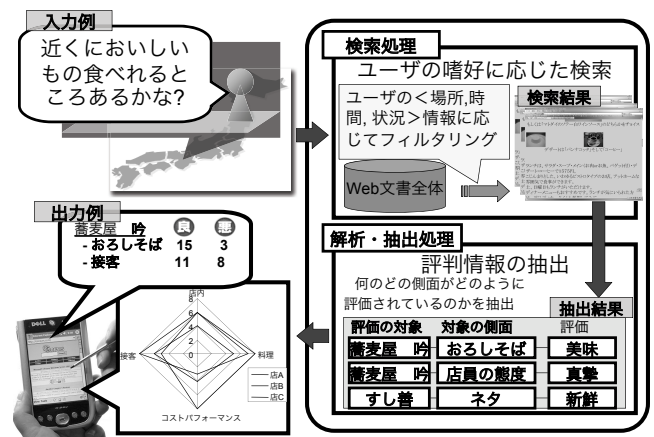 入力例
近くにおいしい
もの食べれると
ころあるかな?
検索処理
ユーザの嗜好に応じた検索
ユーザの<場所,時
間, 状況>情報に応
じてフィルタリング
Web文書全体
検索結果
解析・抽出処理
評判情報の抽出
何のどの側面がどのように
評価されているのかを抽出
抽出結果
評価の対象 対象の側面 評価
蕎麦屋 吟 おろしそば 美味
蕎麦屋 吟 店員の態度 真摯
すし善 ネタ 新鮮
出力例
蕎麦屋 吟 良 悪
- おろしそば 15 3
- 接客 11 8
店内
8
6
4
2
0
接客
料理
コストパフォーマンス
店A
店B
店C
DELL